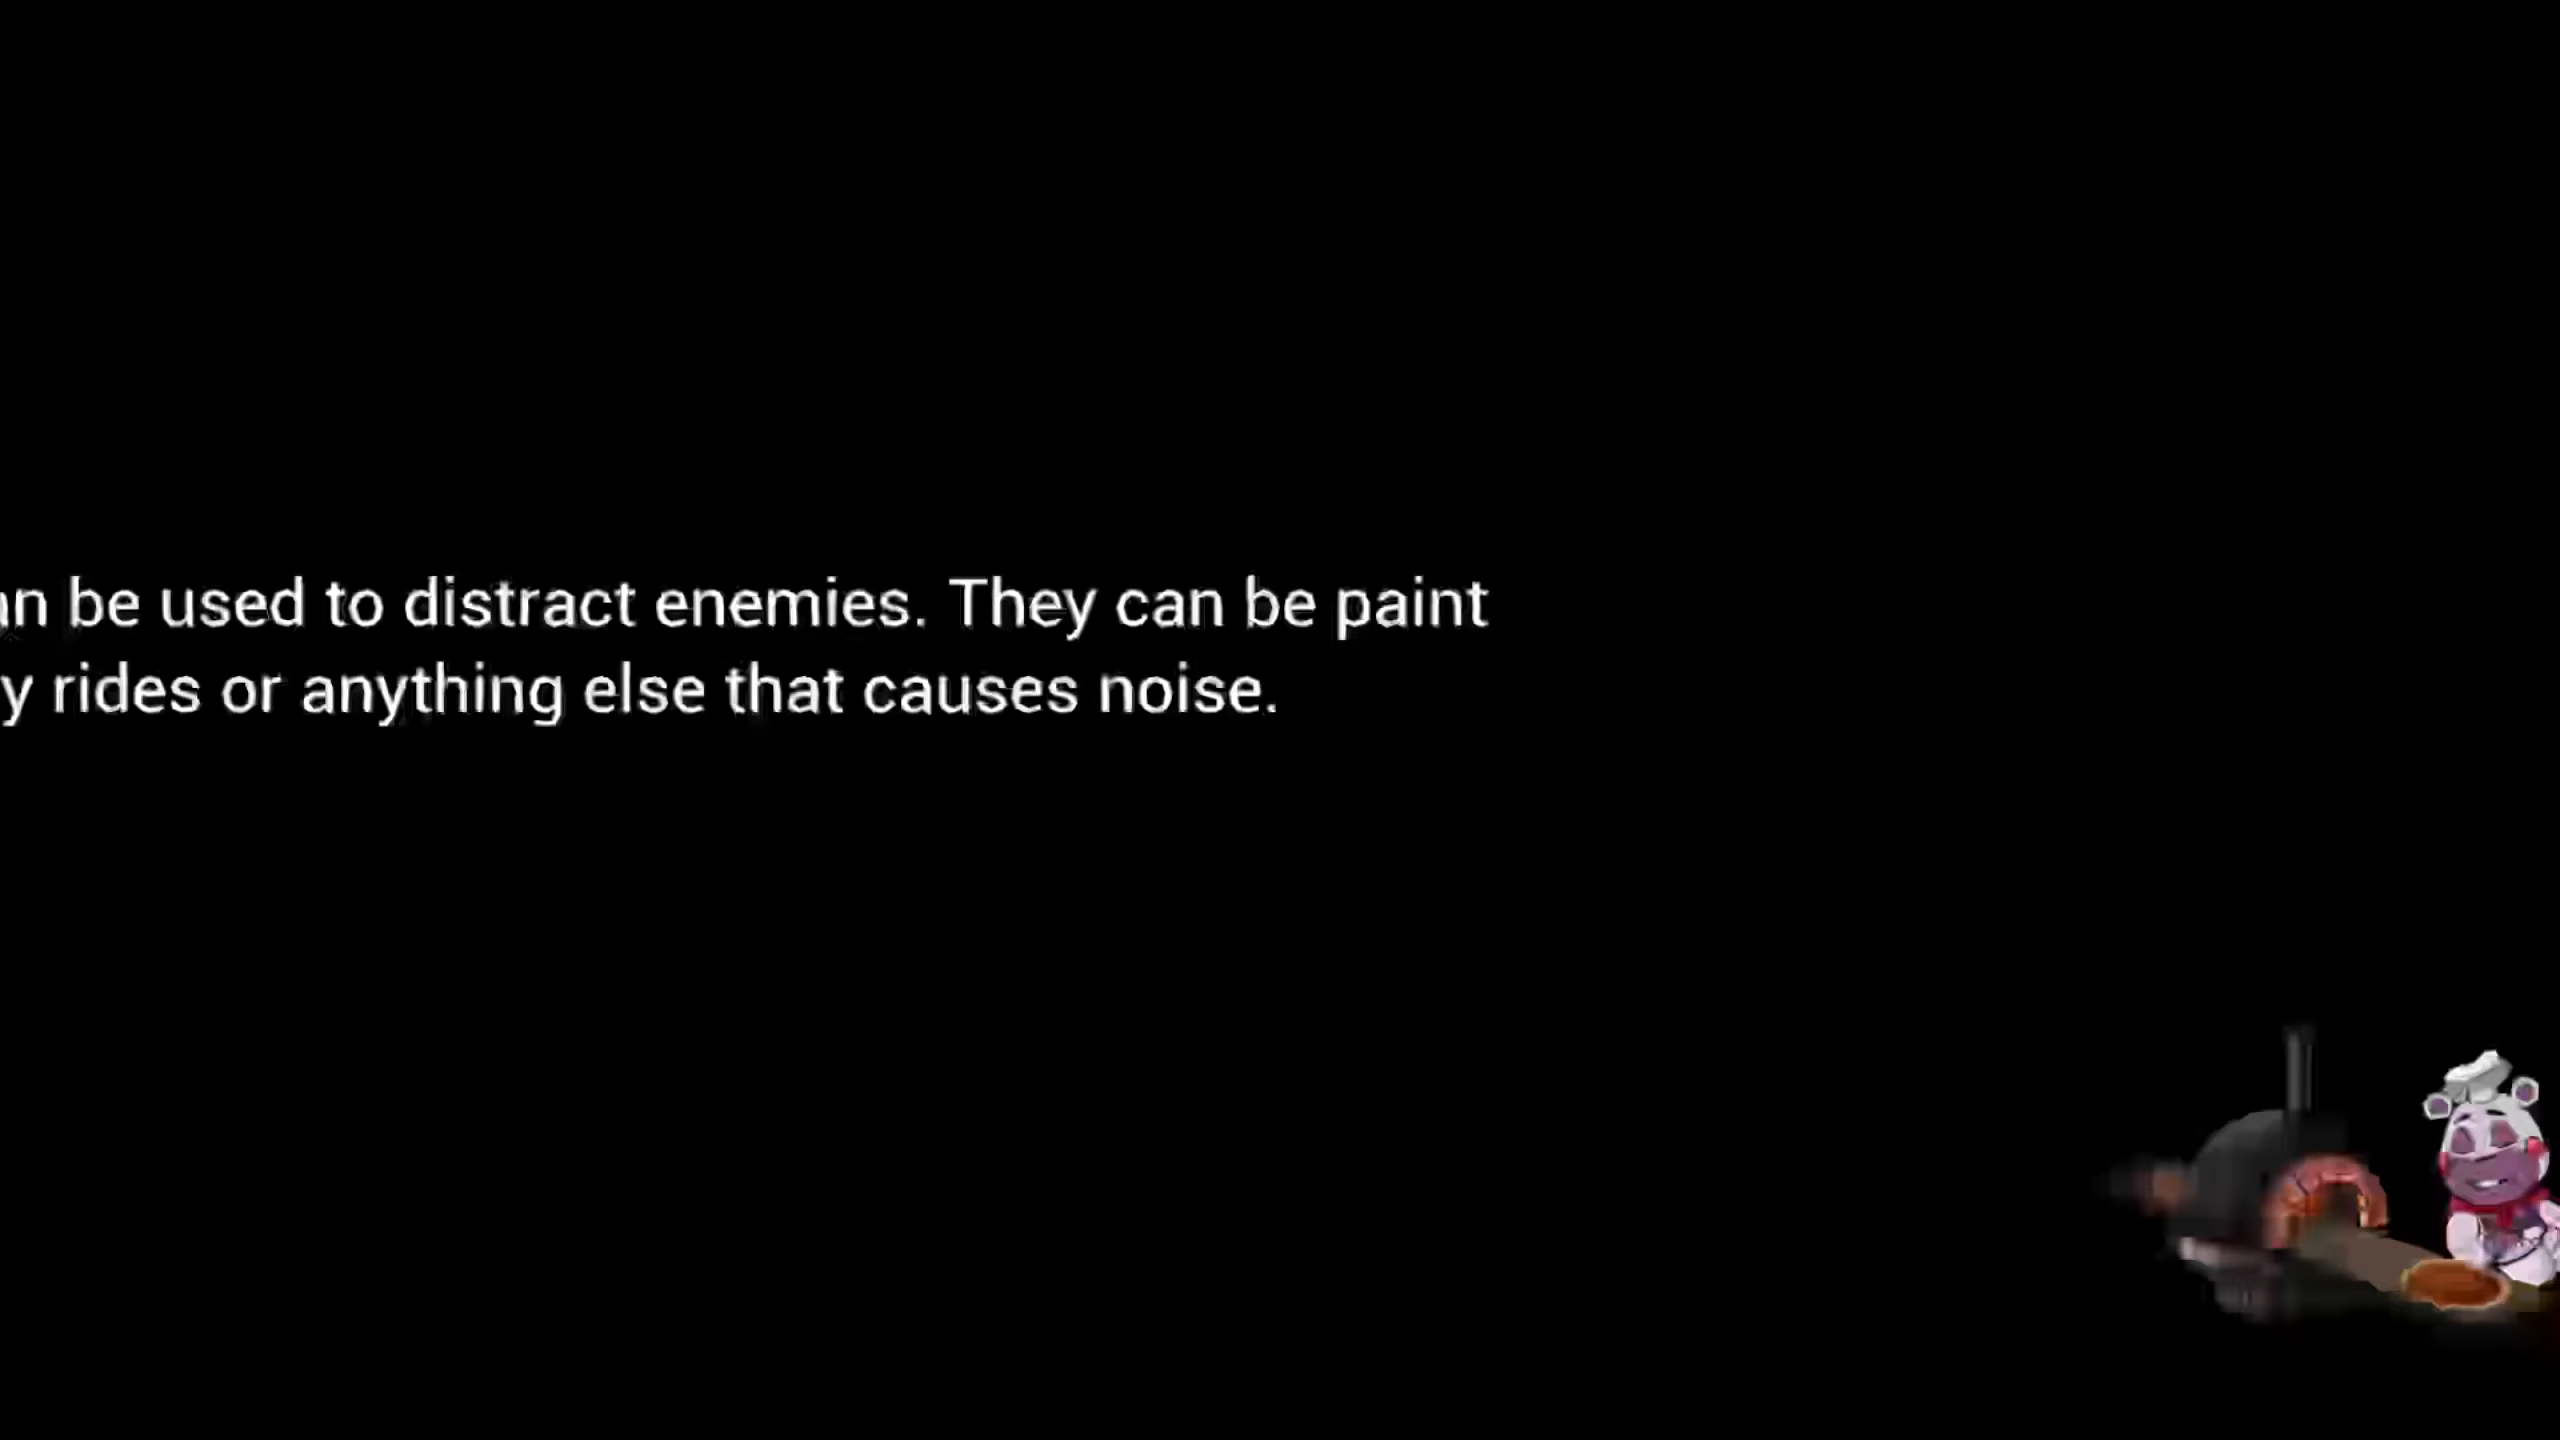 an be used to distract enemies. They can be paint
y rides or anything else that causes noise.